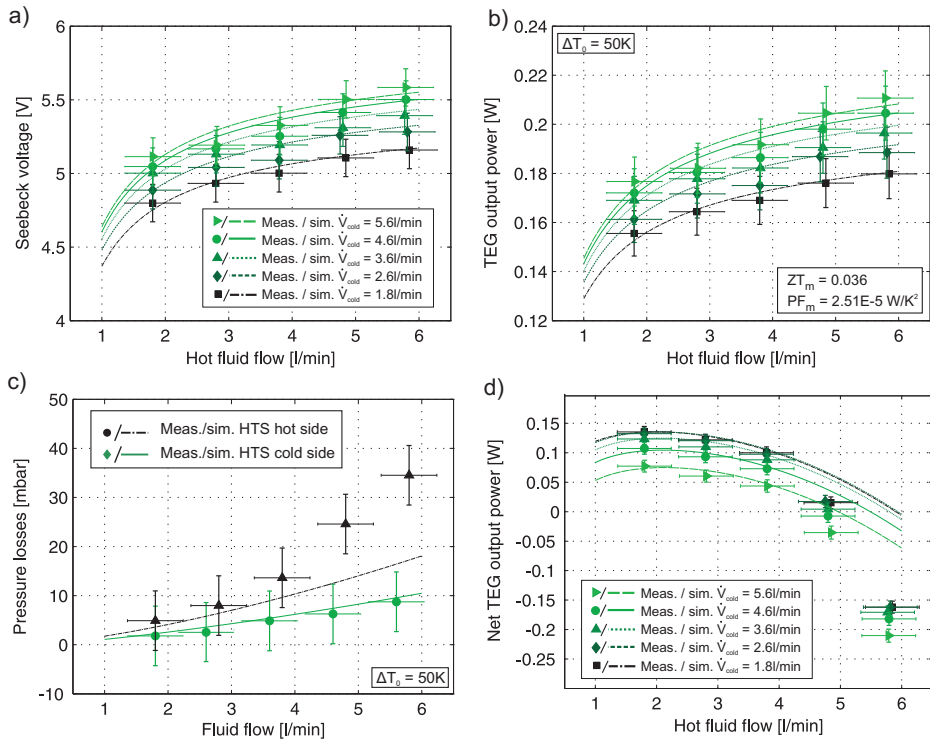 a)
6
5.5
5
4.5
4
1 2 3 4 5 6
Seebeck voltage [V]
Hot fluid flow [l/min]
Meas. / sim. V̇cold = 5.6l/min
Meas. / sim. V̇cold = 4.6l/min
Meas. / sim. V̇cold = 3.6l/min
Meas. / sim. V̇cold = 2.6l/min
Meas. / sim. V̇cold = 1.8l/min
b)
ΔT₀ = 50K
0.22
0.2
0.18
0.16
0.14
0.12
1 2 3 4 5 6
TEG output power [W]
Hot fluid flow [l/min]
ZTm = 0.036
PFm = 2.51E-5 W/K²
c)
50
40
30
20
10
0
-10
1 2 3 4 5 6
Pressure losses [mbar]
Fluid flow [l/min]
Meas./sim. HTS hot side
Meas./sim. HTS cold side
ΔT₀ = 50K
d)
0.15
0.1
0.05
0
-0.05
-0.1
-0.15
-0.2
-0.25
1 2 3 4 5 6
Net TEG output power [W]
Hot fluid flow [l/min]
Meas. / sim. V̇cold = 5.6l/min
Meas. / sim. V̇cold = 4.6l/min
Meas. / sim. V̇cold = 3.6l/min
Meas. / sim. V̇cold = 2.6l/min
Meas. / sim. V̇cold = 1.8l/min